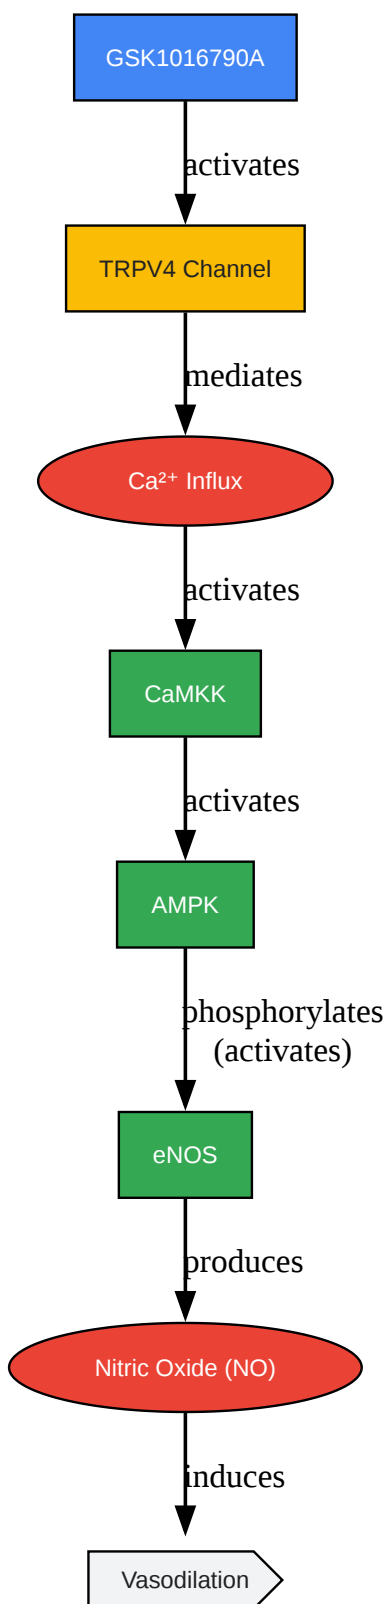 GSK1016790A
activates
TRPV4 Channel
mediates
Ca²⁺ Influx
activates
CaMKK
activates
AMPK
phosphorylates
(activates)
eNOS
produces
Nitric Oxide (NO)
induces
Vasodilation